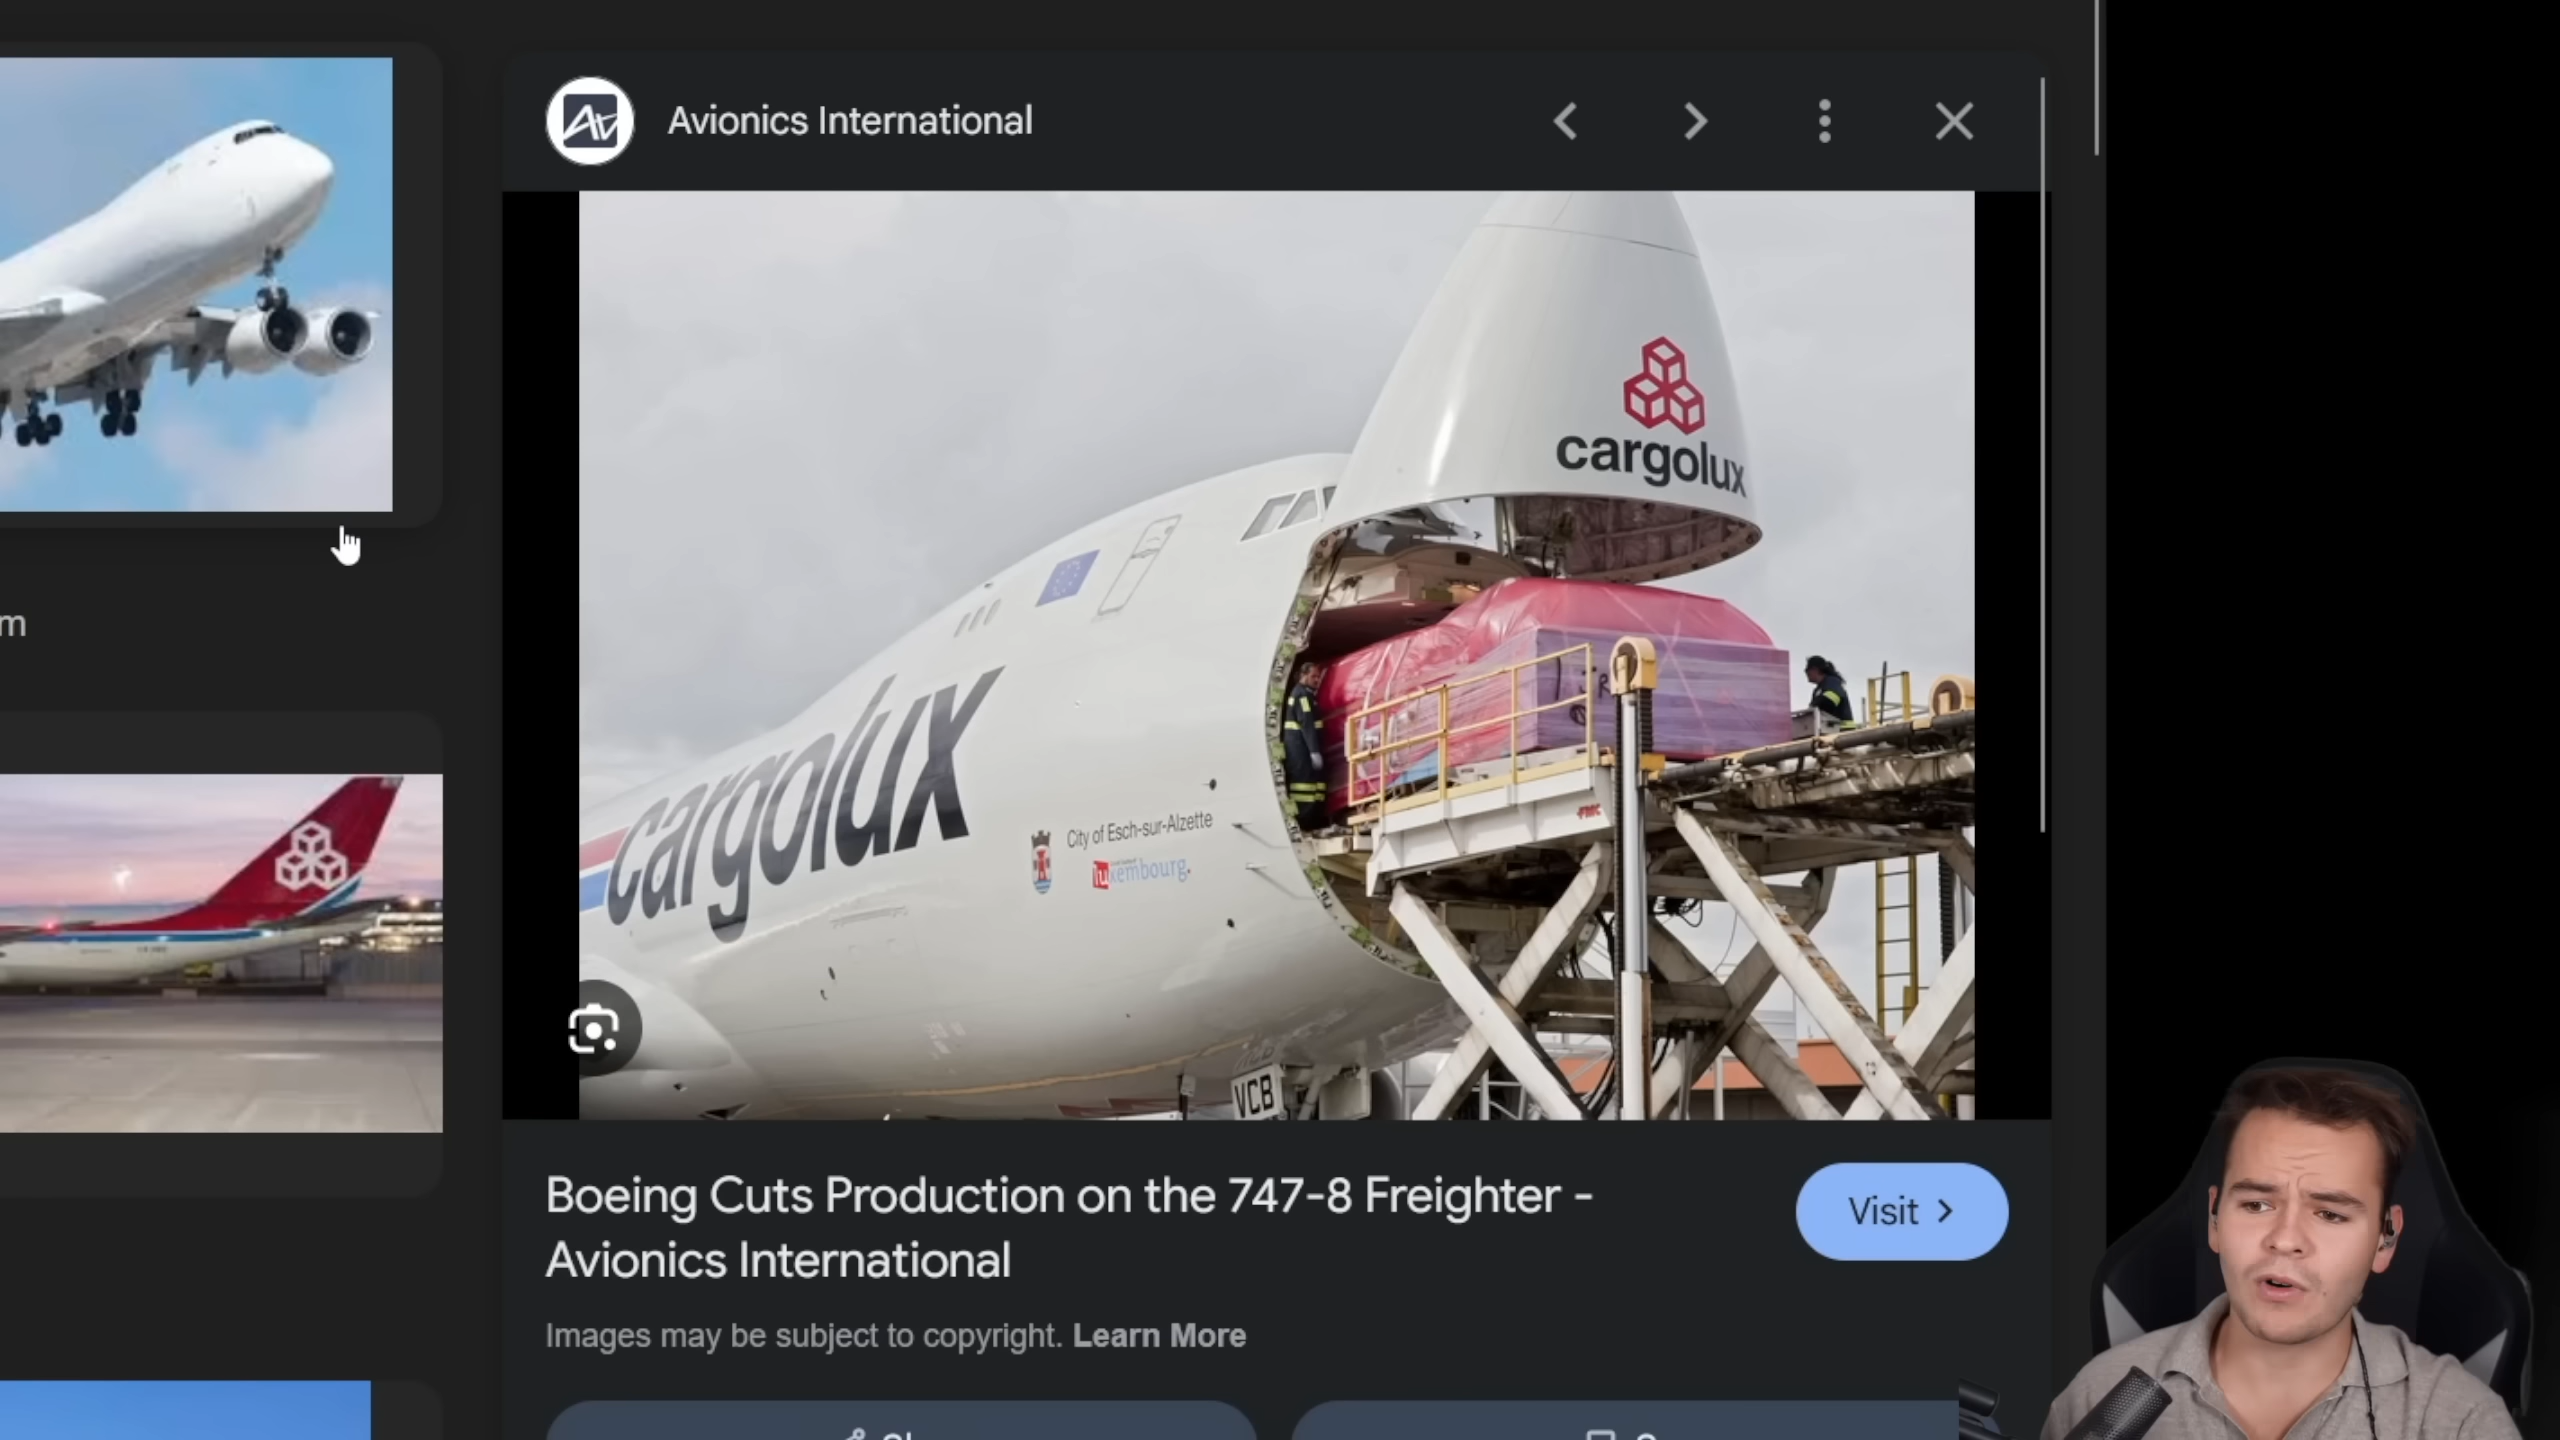 Avionics International
m
cargolux
cargolux
City of Esch-sur-Alzette
luxembourg.
FMC
VCB
Boeing Cuts Production on the 747-8 Freighter -
Avionics International
Visit
Images may be subject to copyright. Learn More